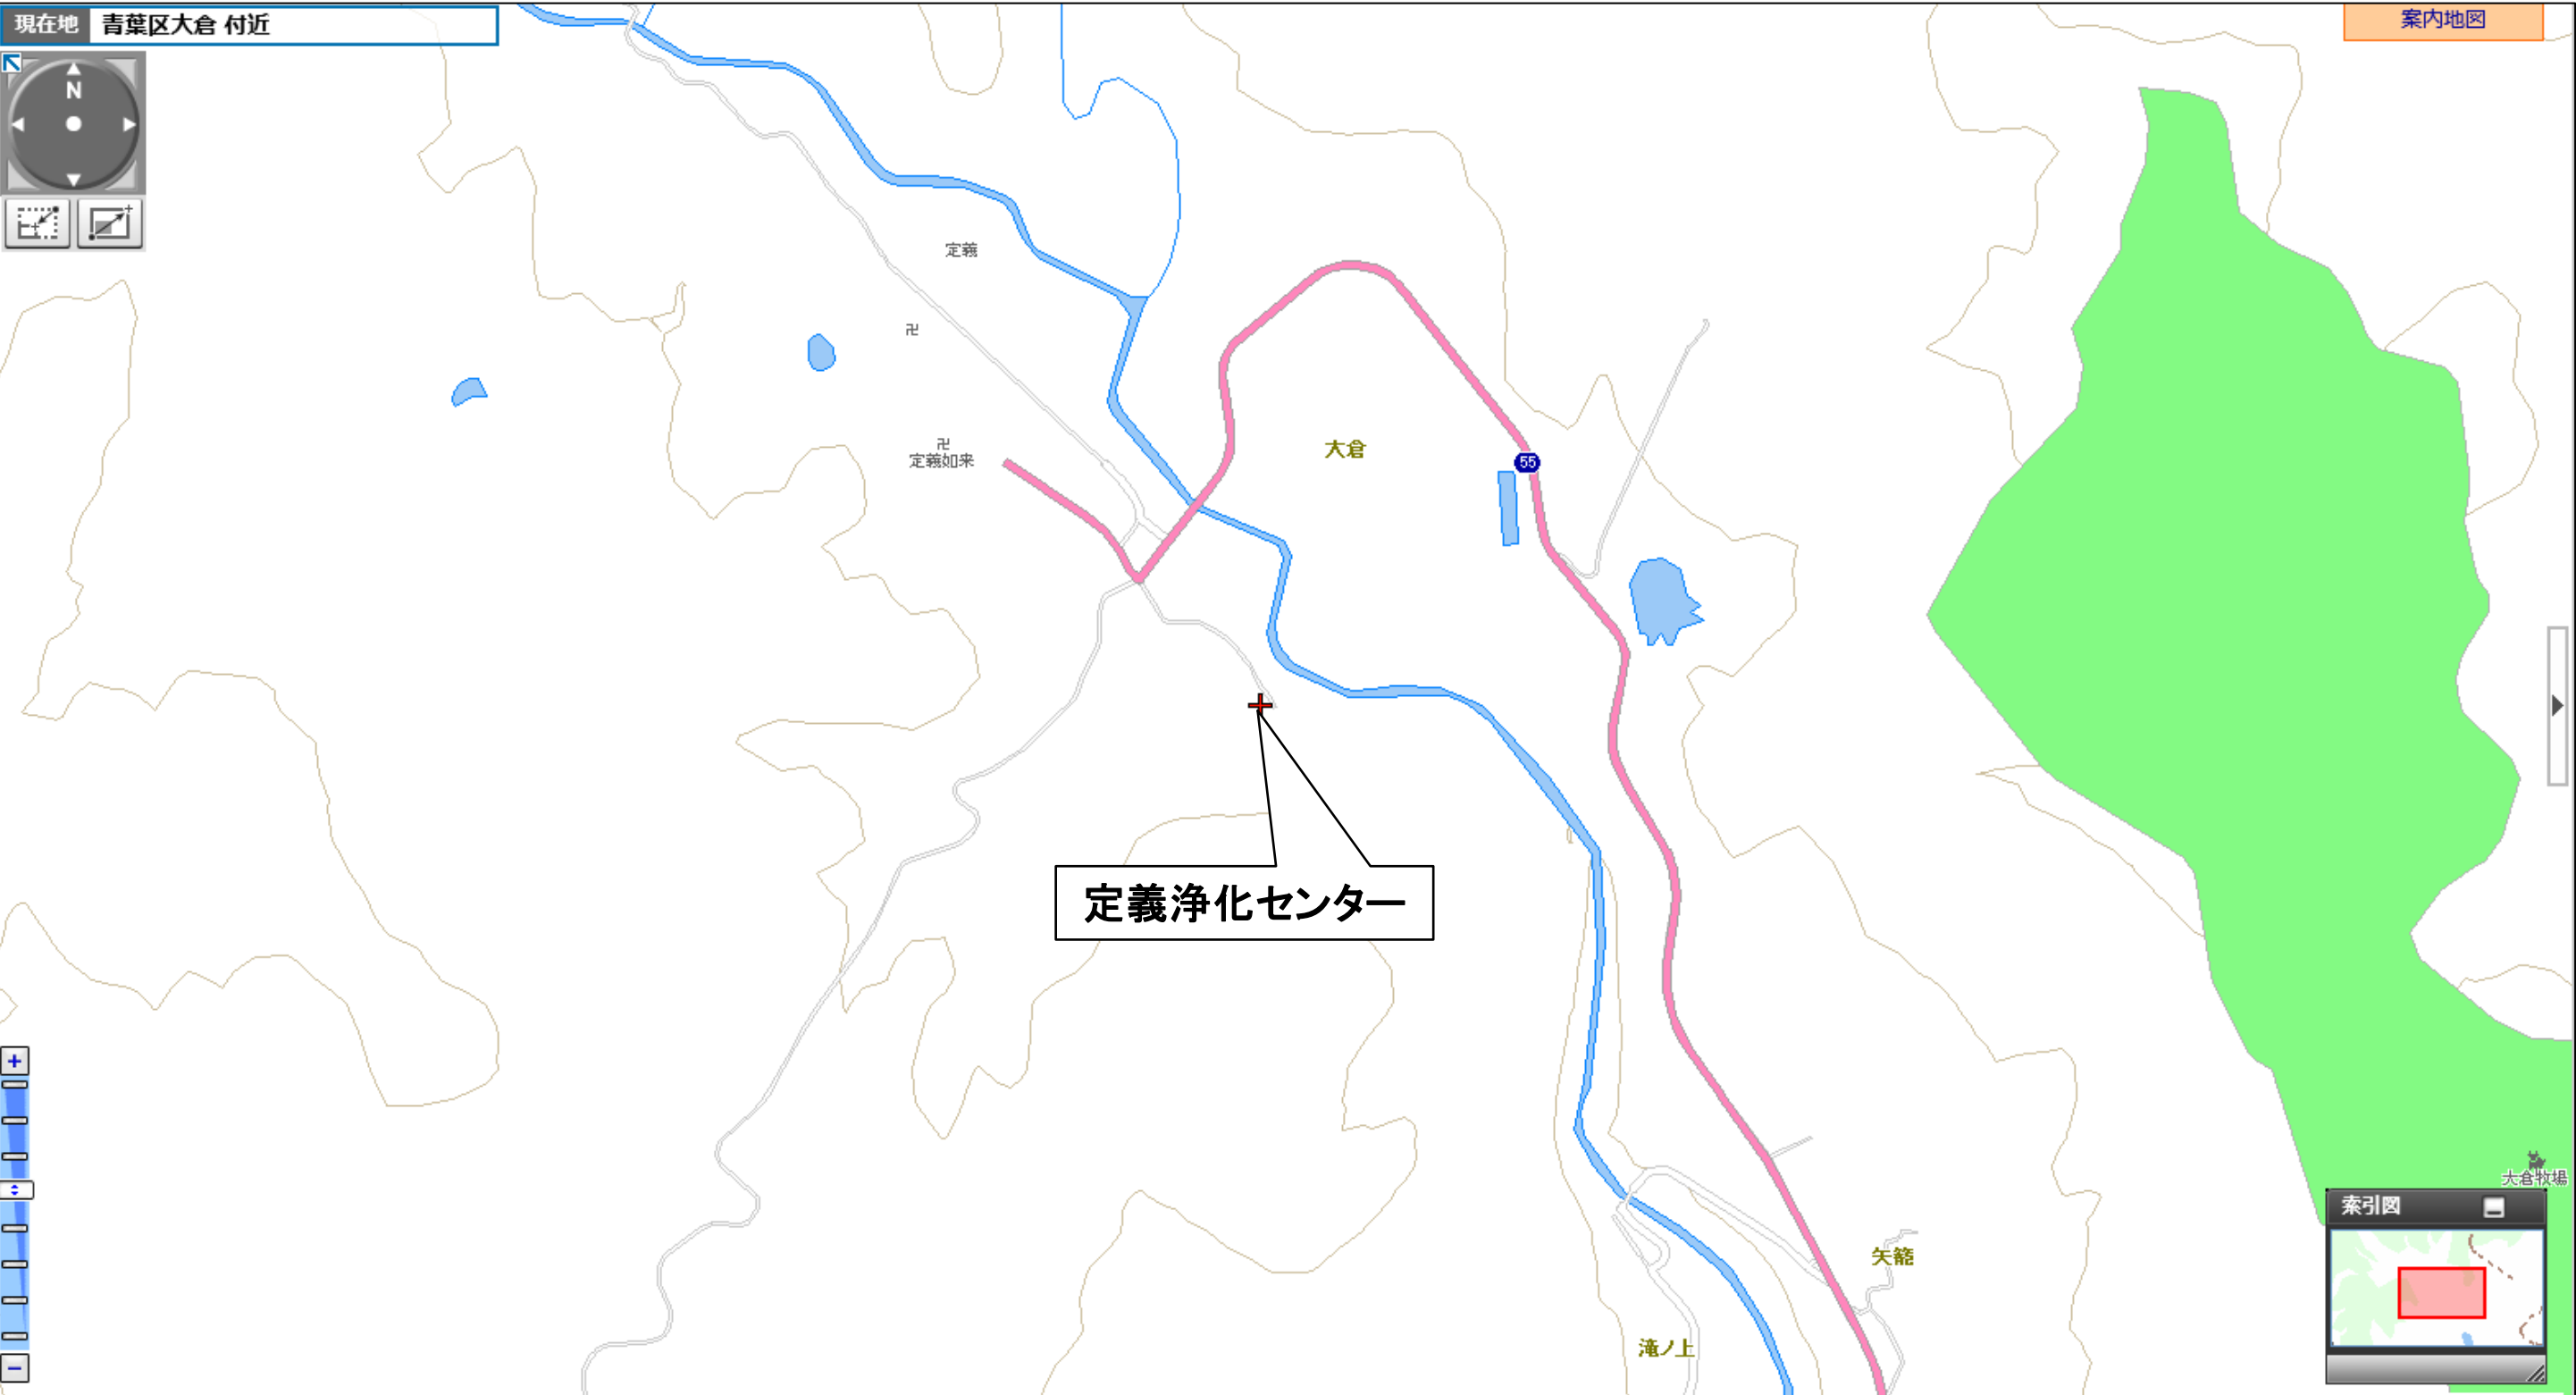 現在地 青葉区大倉 付近
案内地図
N
定義
卍
卍
定義如来
大倉
55
定義浄化センター
大倉牧場
索引図
矢籠
滝ノ上
+
−